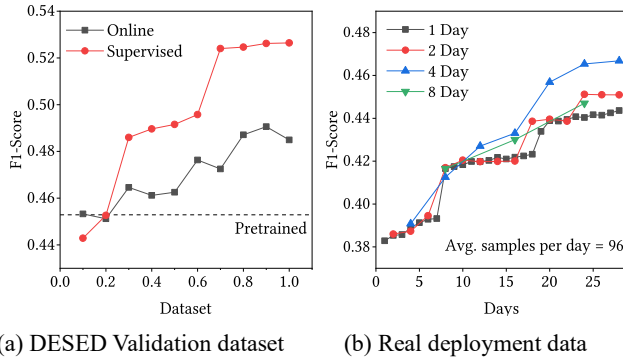 0.54
0.52
0.50
0.48
0.46
0.44
F1-Score
Online
Supervised
Pretrained
0.0 0.2 0.4 0.6 0.8 1.0
Dataset
(a) DESED Validation dataset
0.48
0.46
0.44
0.42
0.40
0.38
F1-Score
1 Day
2 Day
4 Day
8 Day
Avg. samples per day = 96
0 5 10 15 20 25
Days
(b) Real deployment data